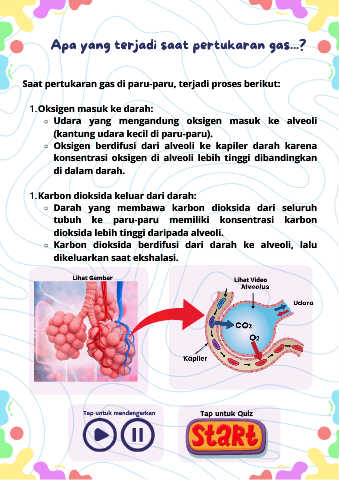 Apa yang terjadi saat pertukaran gas...?
Saat pertukaran gas di paru-paru, terjadi proses berikut:
1. Oksigen masuk ke darah:
Udara yang mengandung oksigen masuk ke alveoli
(kantung udara kecil di paru-paru).
Oksigen berdifusi dari alveoli ke kapiler darah karena
konsentrasi oksigen di alveoli lebih tinggi dibandingkan
di dalam darah.
1. Karbon dioksida keluar dari darah:
Darah yang membawa karbon dioksida dari seluruh
tubuh ke paru-paru memiliki konsentrasi karbon
dioksida lebih tinggi daripada alveoli.
Karbon dioksida berdifusi dari darah ke alveoli, lalu
dikeluarkan saat ekshalasi.
Lihat Gambar
Lihat Video
Alveolus
Udara
CO₂
O₂
Kapiler
Tap untuk mendengarkan
Tap untuk Quiz
START